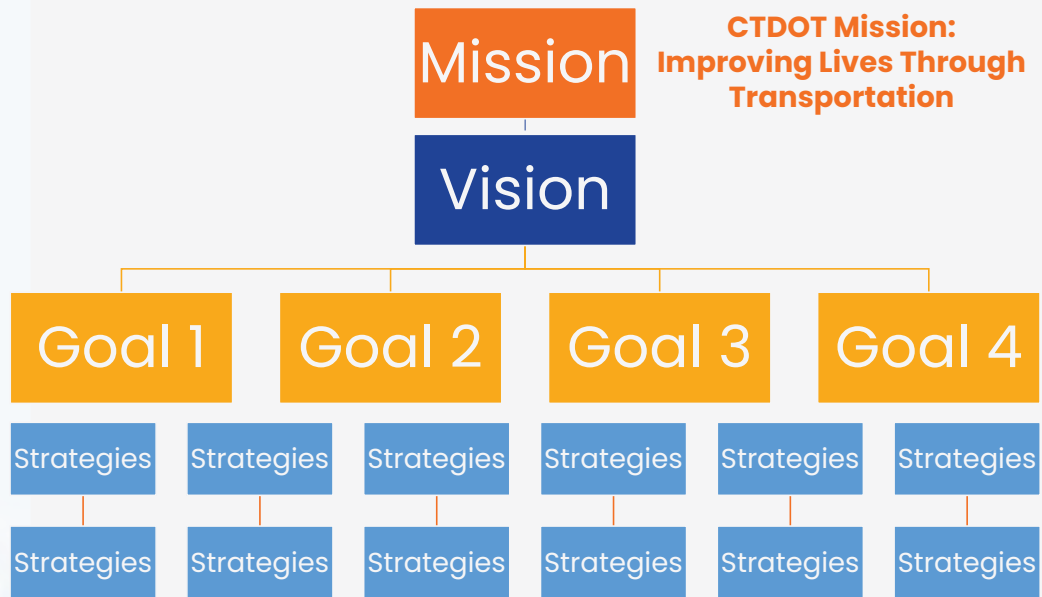 Mission
CTDOT Mission:
Improving Lives Through
Transportation
Vision
Goal 1
Goal 2
Goal 3
Goal 4
Strategies
Strategies
Strategies
Strategies
Strategies
Strategies
Strategies
Strategies
Strategies
Strategies
Strategies
Strategies